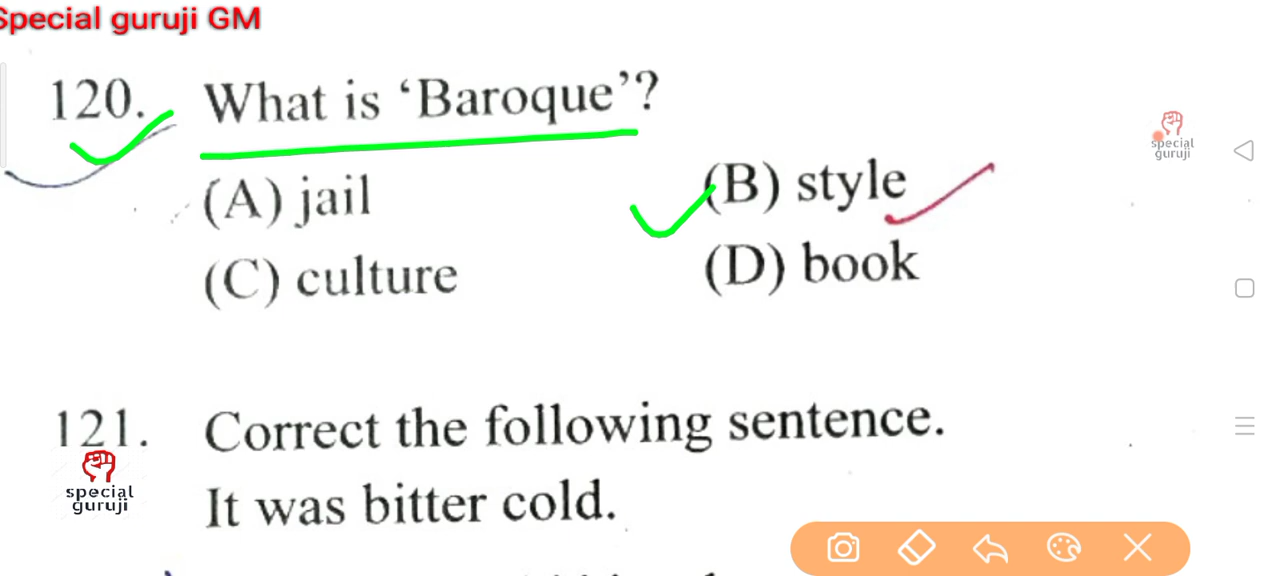 Special guruji GM
120. What is ‘Baroque’?
(A) jail (B) style
(C) culture (D) book
special
guruji
121. Correct the following sentence.
special
guruji
It was bitter cold.